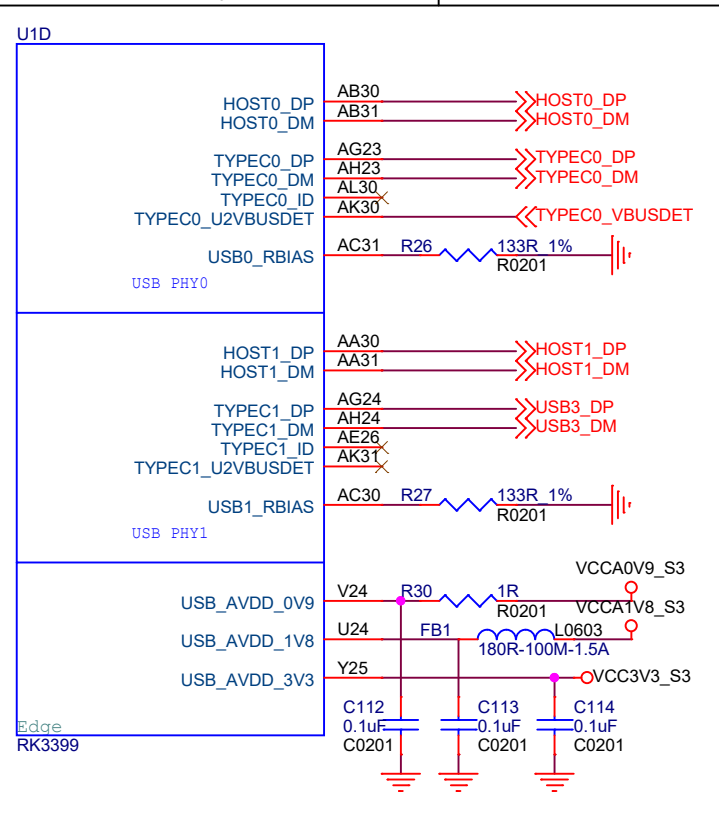 U1D
HOST0_DP AB30 HOST0_DP
HOST0_DM AB31 HOST0_DM
TYPEC0_DP AG23 TYPEC0_DP
TYPEC0_DM AH23 TYPEC0_DM
TYPEC0_ID AL30
TYPEC0_U2VBUSDET AK30 TYPEC0_VBUSDET
USB0_RBIAS AC31 R26 133R_1%
R0201
USB PHY0
HOST1_DP AA30 HOST1_DP
HOST1_DM AA31 HOST1_DM
TYPEC1_DP AG24 USB3_DP
TYPEC1_DM AH24 USB3_DM
TYPEC1_ID AE26
TYPEC1_U2VBUSDET AK31
USB1_RBIAS AC30 R27 133R_1%
R0201
USB PHY1
VCCA0V9_S3
USB_AVDD_0V9 V24 R30 1R
R0201 VCCA1V8_S3
USB_AVDD_1V8 U24 FB1 L0603
180R-100M-1.5A
USB_AVDD_3V3 Y25 VCC3V3_S3
C112 C113 C114
0.1uF 0.1uF 0.1uF
C0201 C0201 C0201
Edge
RK3399